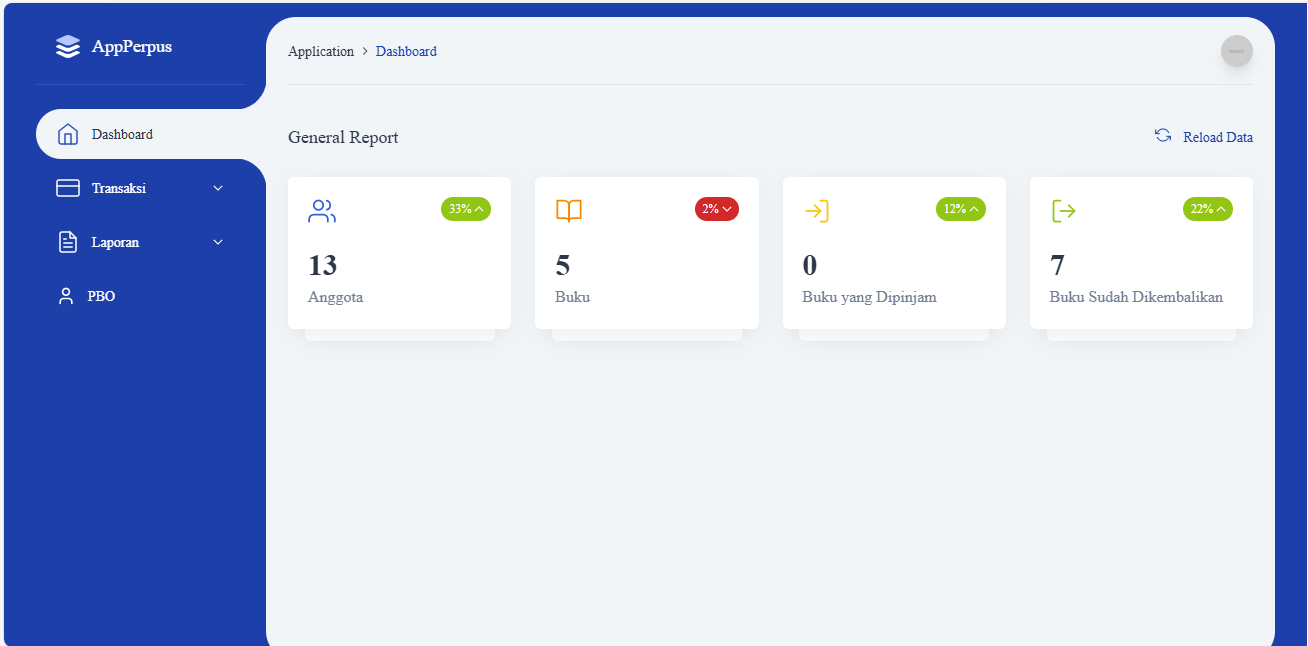 AppPerpus
Application > Dashboard
Dashboard
Transaksi
Laporan
PBO
General Report
Reload Data
33%
13
Anggota
2%
5
Buku
12%
0
Buku yang Dipinjam
22%
7
Buku Sudah Dikembalikan